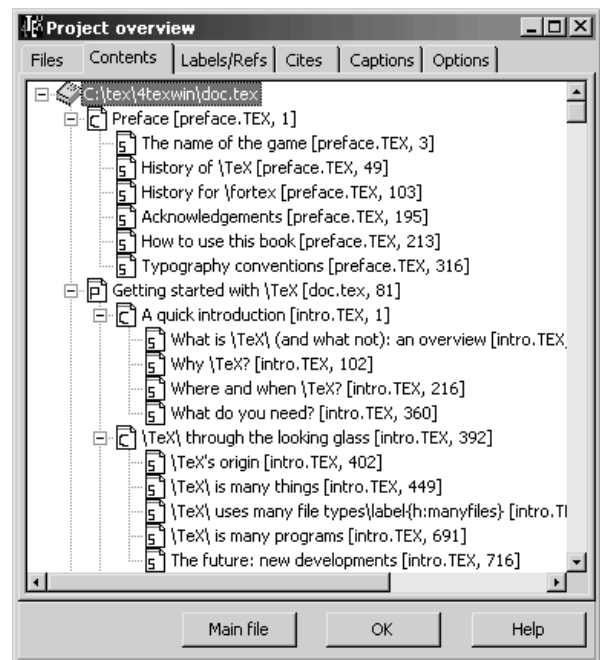 Project overview
Files Contents Labels/Refs Cites Captions Options
C:\tex\4texwin\doc.tex
C Preface [preface.TEX, 1]
S The name of the game [preface.TEX, 3]
S History of \TeX [preface.TEX, 49]
S History for \fortex [preface.TEX, 103]
S Acknowledgements [preface.TEX, 195]
S How to use this book [preface.TEX, 213]
S Typography conventions [preface.TEX, 316]
P Getting started with \TeX [doc.tex, 81]
C A quick introduction [intro.TEX, 1]
S What is \TeX\ (and what not): an overview [intro.TEX,
S Why \TeX? [intro.TEX, 102]
S Where and when \TeX? [intro.TEX, 216]
S What do you need? [intro.TEX, 360]
C \TeX\ through the looking glass [intro.TEX, 392]
S \TeX's origin [intro.TEX, 402]
S \TeX\ is many things [intro.TEX, 449]
S \TeX\ uses many file types\label{h:manyfiles} [intro.T
S \TeX\ is many programs [intro.TEX, 691]
S The future: new developments [intro.TEX, 716]
Main file OK Help